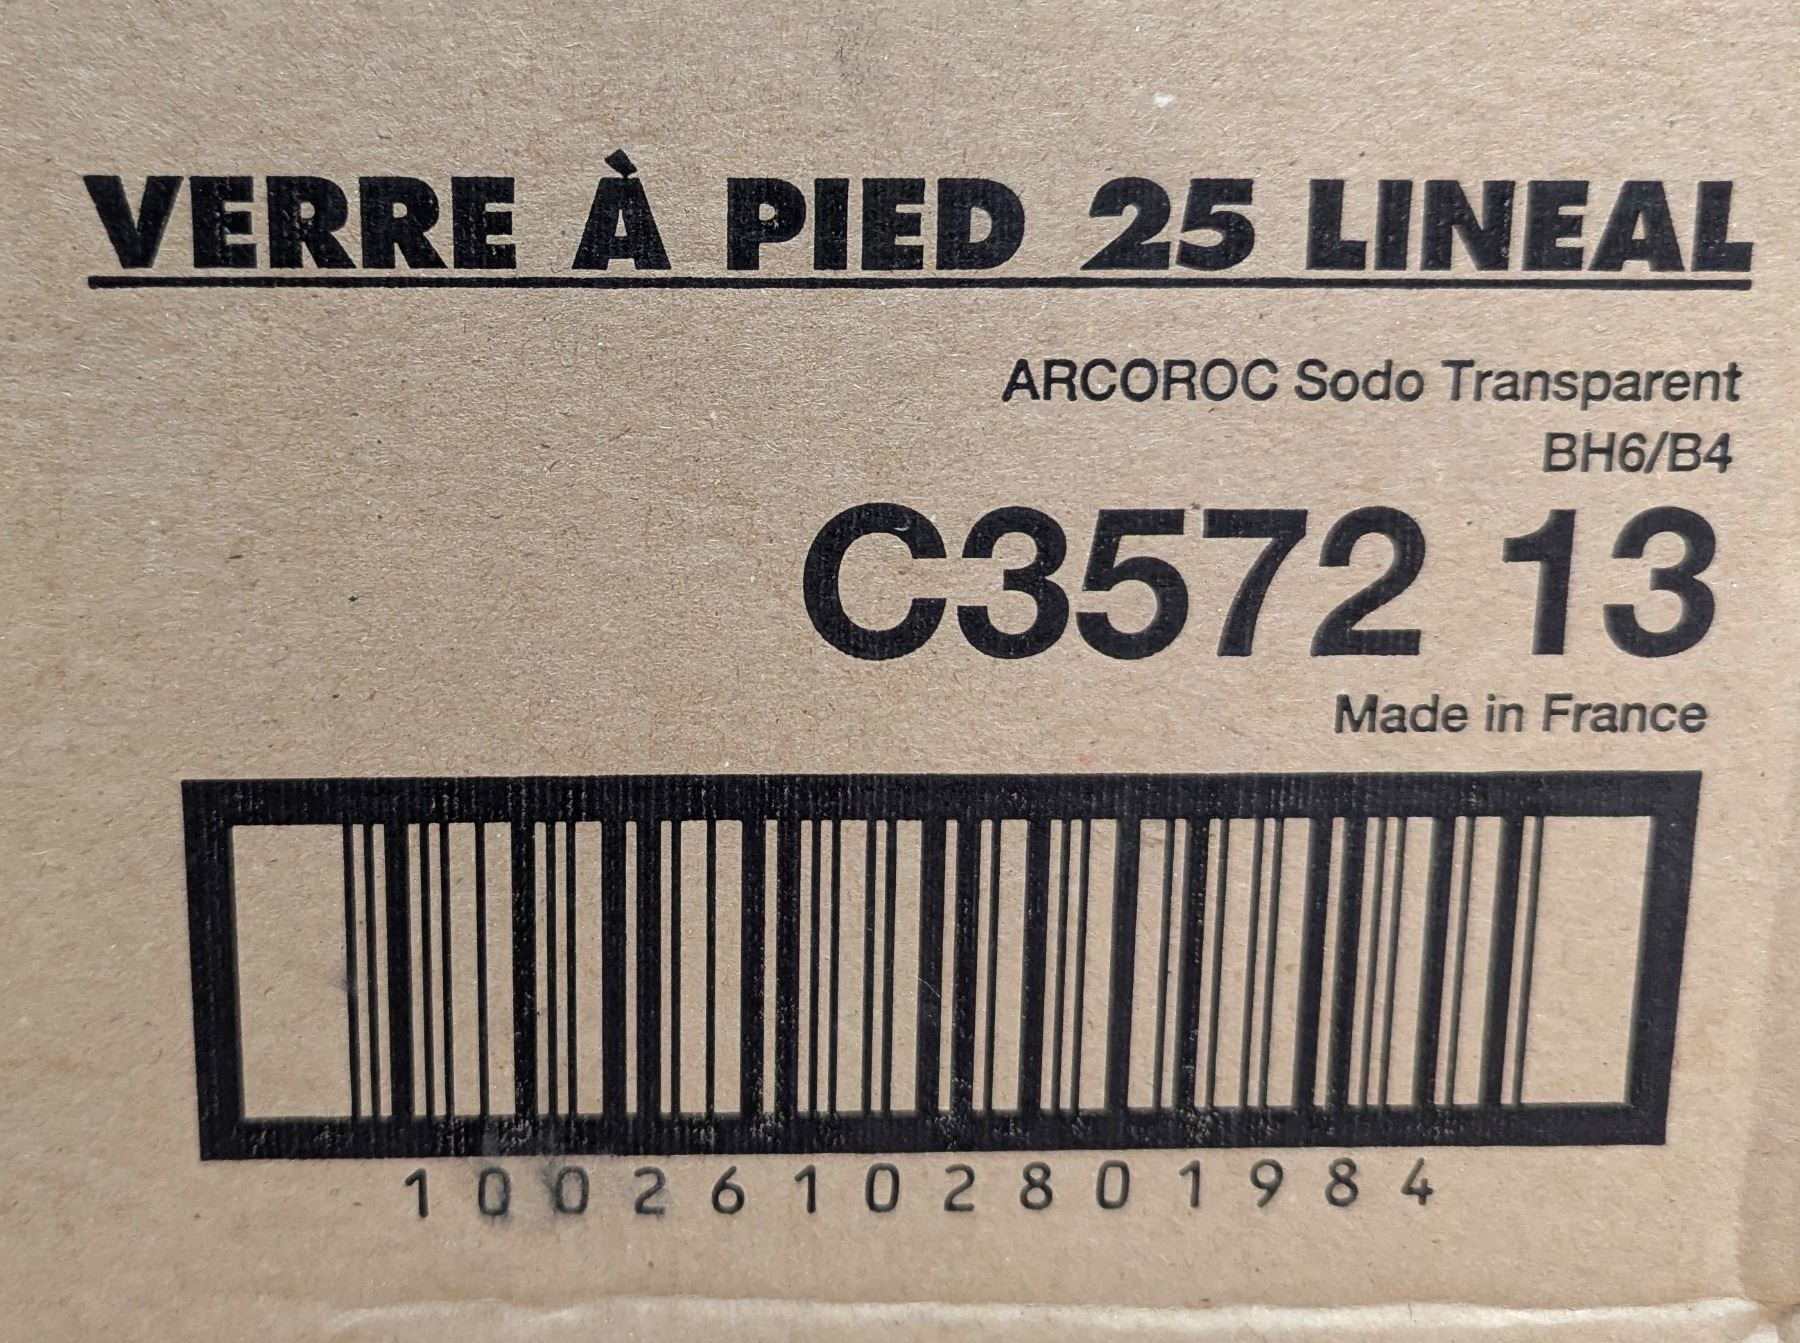 VERRE À PIED 25 LINEAL
ARCOROC Sodo Transparent
BH6/B4
C3572 13
Made in France
10026102801984